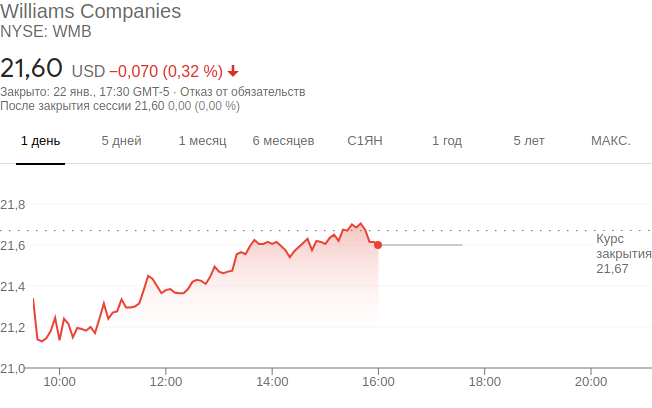 Williams Companies
NYSE: WMB
21,60 USD −0,070 (0,32 %)
Закрыто: 22 янв., 17:30 GMT-5 · Отказ от обязательств
После закрытия сессии 21,60 0,00 (0,00 %)
1 день 5 дней 1 месяц 6 месяцев С1ЯН 1 год 5 лет МАКС.
21,8
21,6
21,4
21,2
21,0
Курс
закрытия
21,67
10:00 12:00 14:00 16:00 18:00 20:00